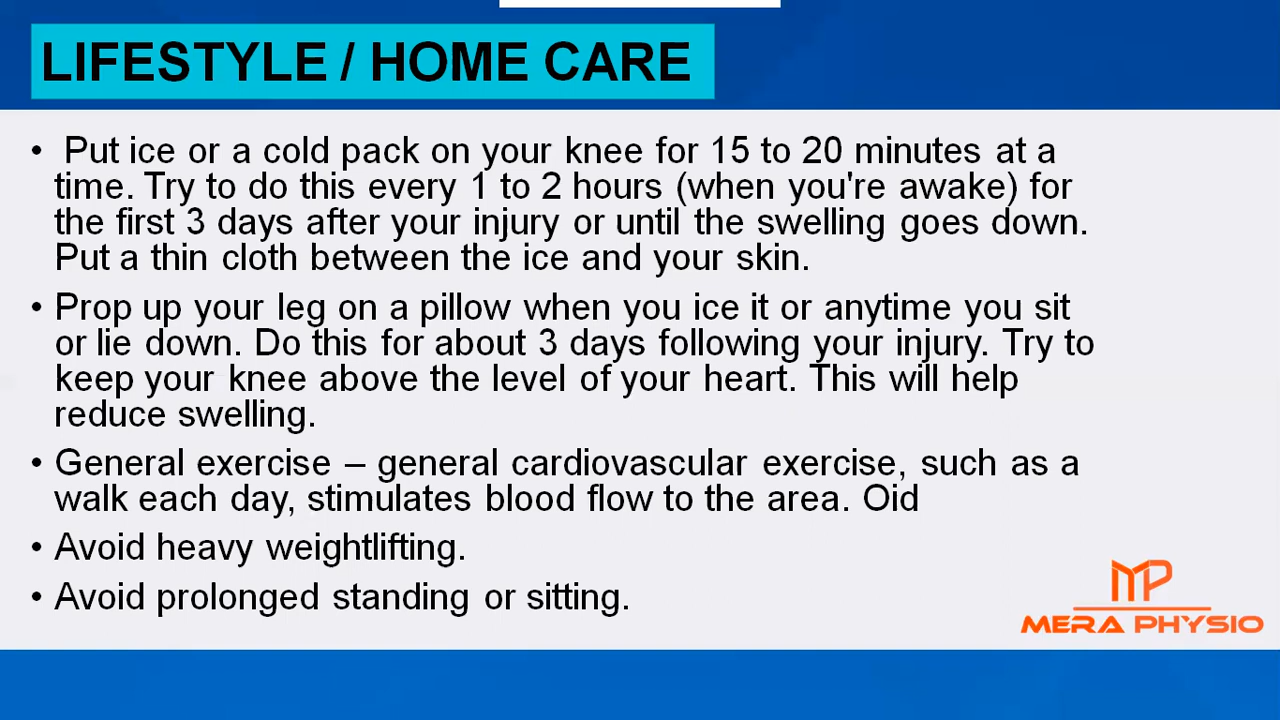 LIFESTYLE / HOME CARE
• Put ice or a cold pack on your knee for 15 to 20 minutes at a
time. Try to do this every 1 to 2 hours (when you're awake) for
the first 3 days after your injury or until the swelling goes down.
Put a thin cloth between the ice and your skin.
• Prop up your leg on a pillow when you ice it or anytime you sit
or lie down. Do this for about 3 days following your injury. Try to
keep your knee above the level of your heart. This will help
reduce swelling.
• General exercise – general cardiovascular exercise, such as a
walk each day, stimulates blood flow to the area. Oid
• Avoid heavy weightlifting.
• Avoid prolonged standing or sitting.
MP
MERA PHYSIO